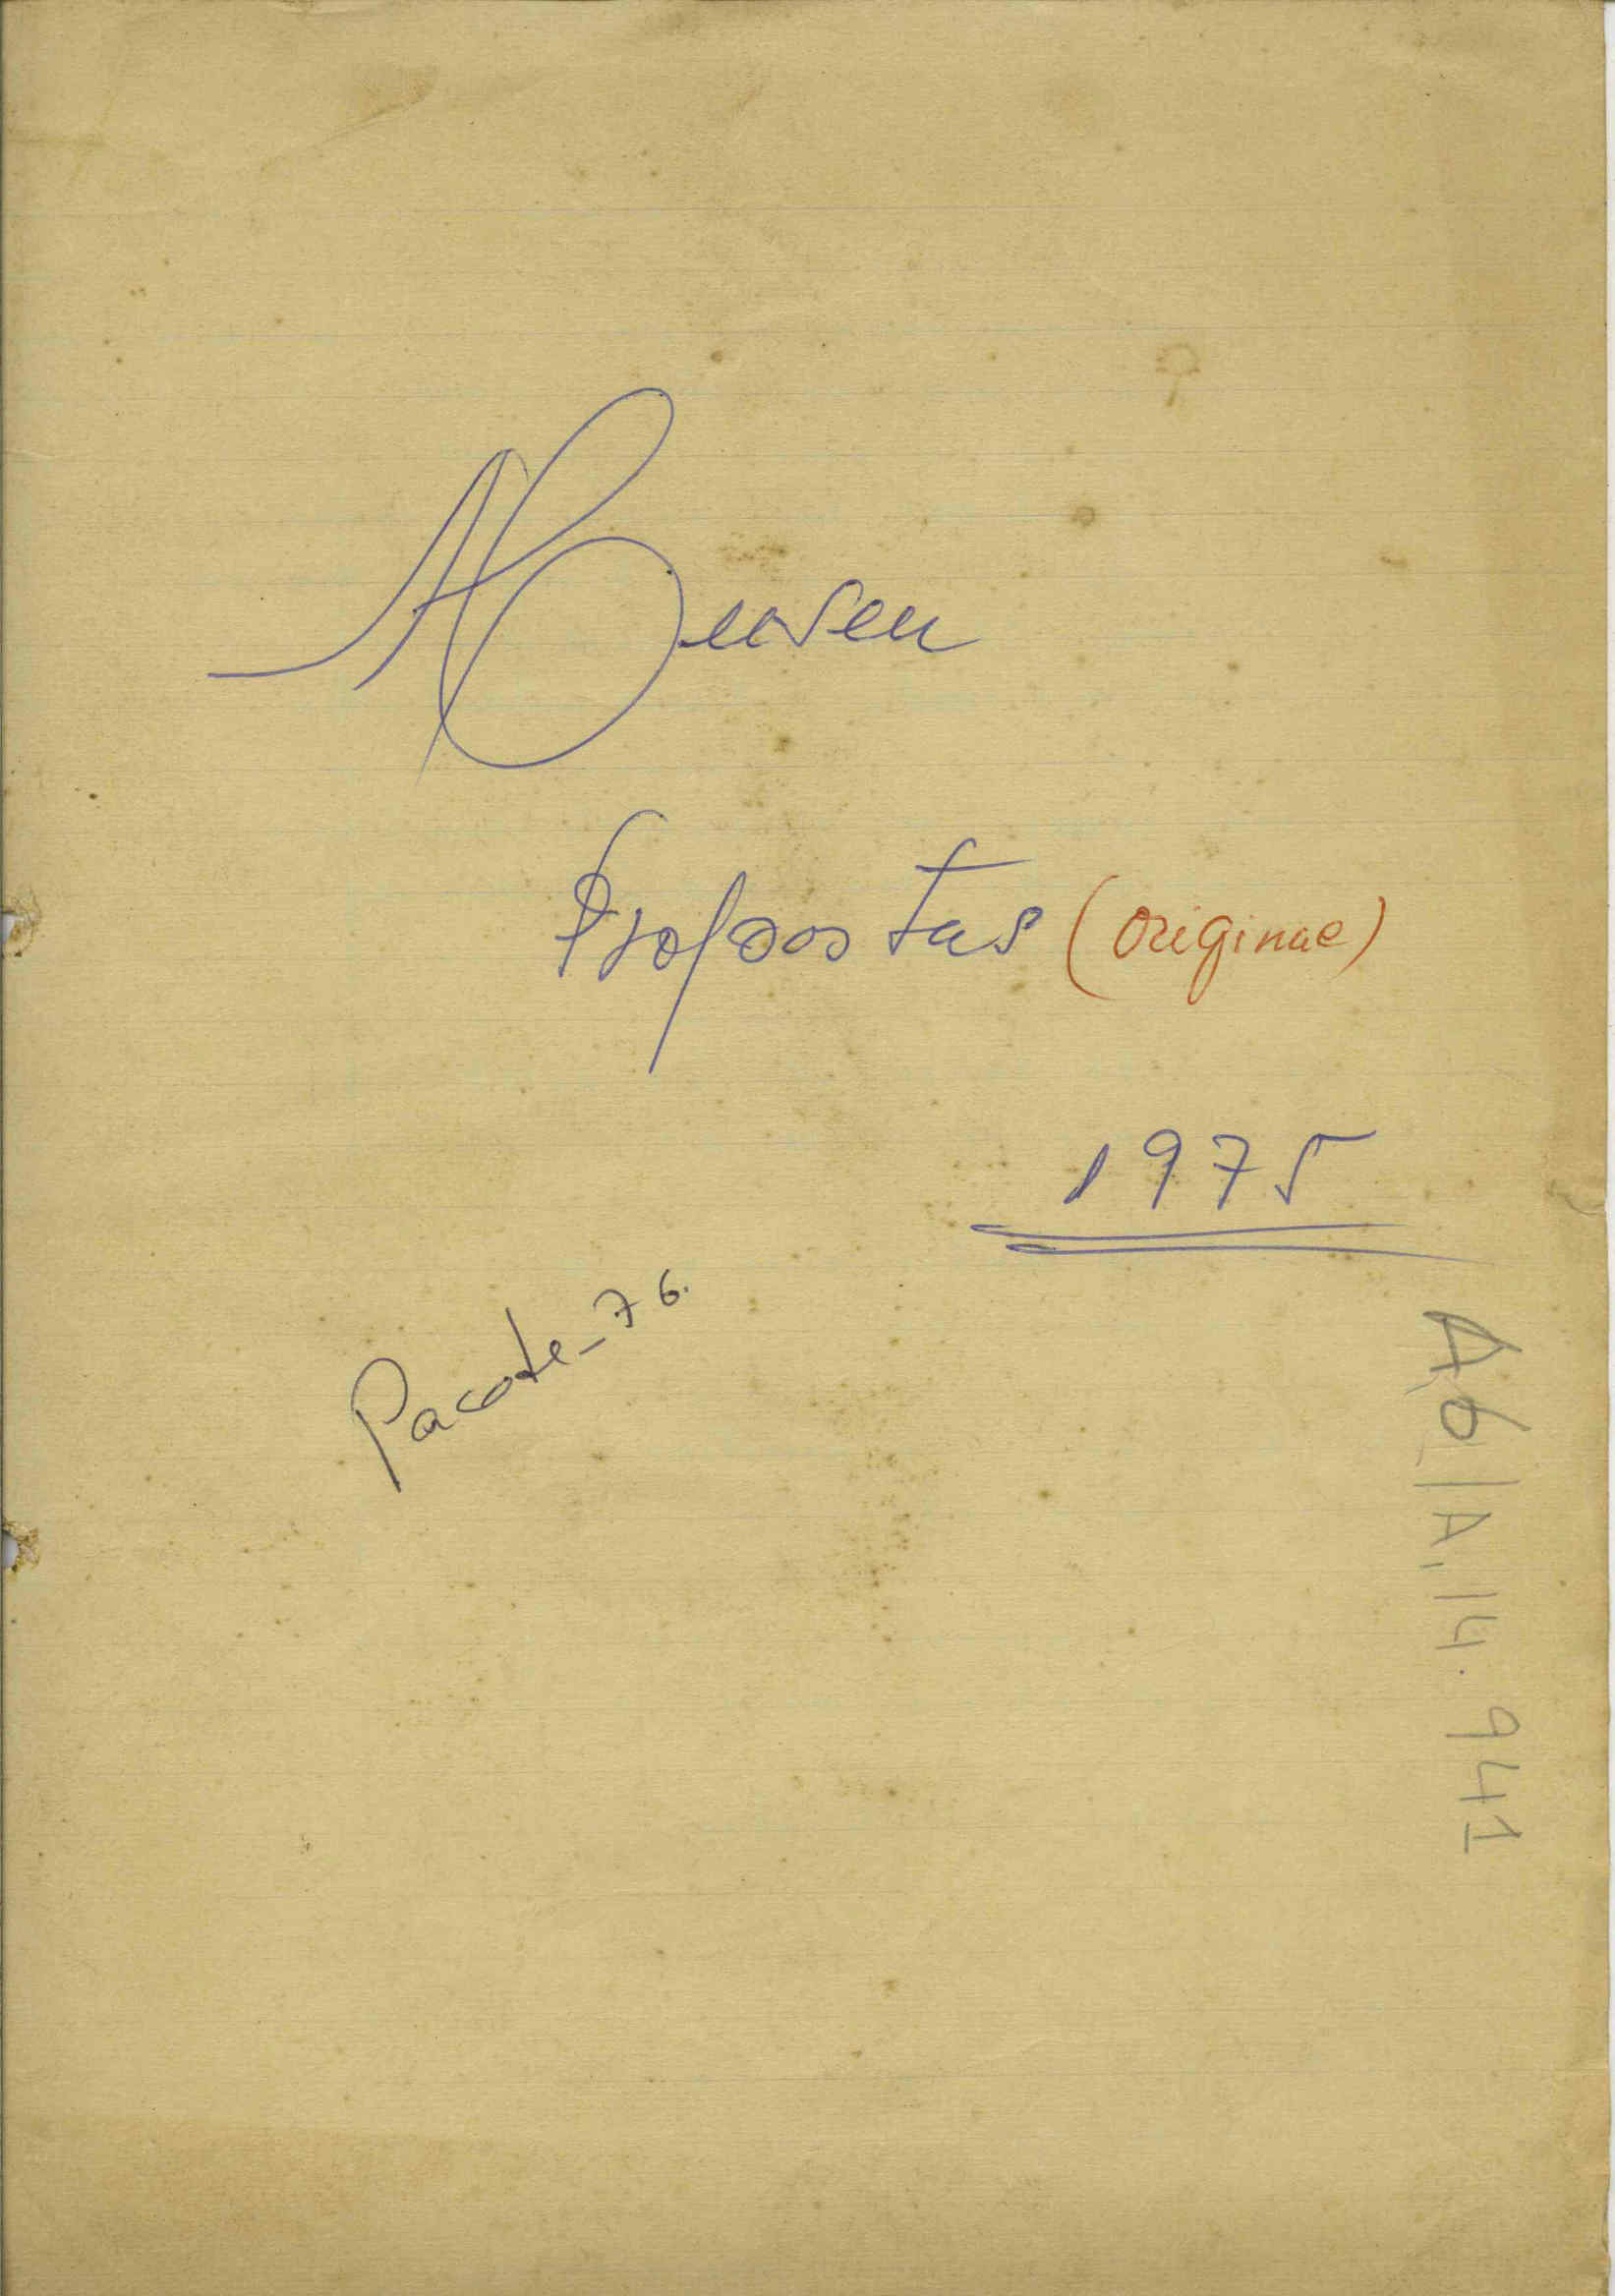 Propostas (Original)
1975
Pacote-76.
A6/A.14.941